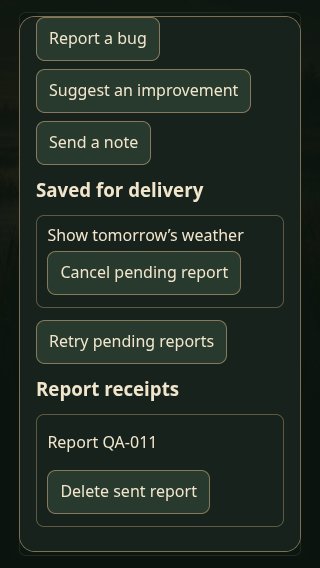 Report a bug
Suggest an improvement
Send a note
Saved for delivery
Show tomorrow’s weather
Cancel pending report
Retry pending reports
Report receipts
Report QA-011
Delete sent report